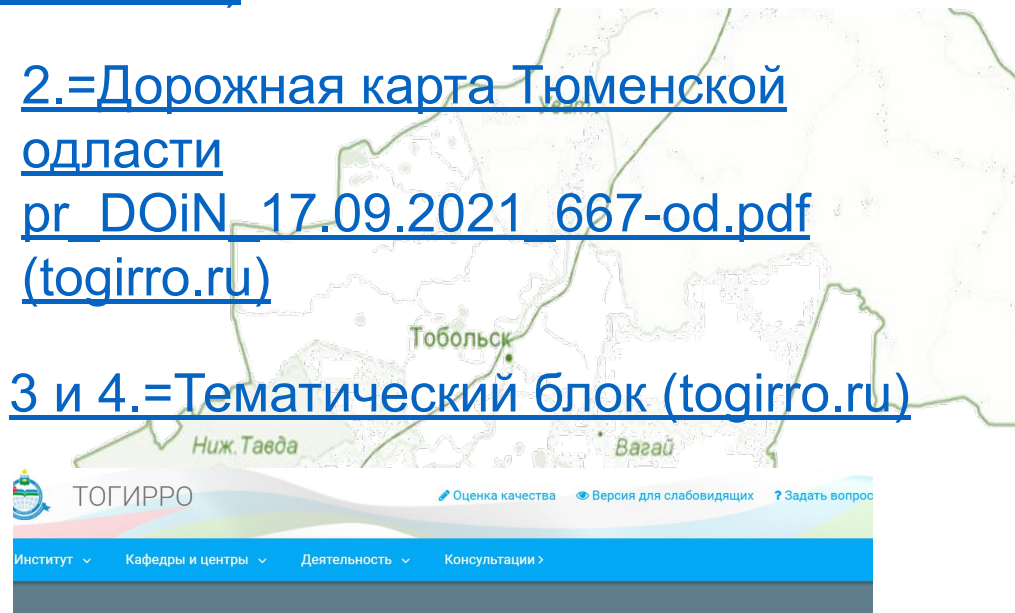 2.=Дорожная карта Тюменской
одласти
pr_DOiN_17.09.2021_667-od.pdf
(togirro.ru)
Тобольск
3 и 4.=Тематический блок (togirro.ru)
Ниж. Тавда
Вагай
ТОГИРРО
Оценка качества Версия для слабовидящих ? Задать вопрос
Институт Кафедры и центры Деятельность Консультации >